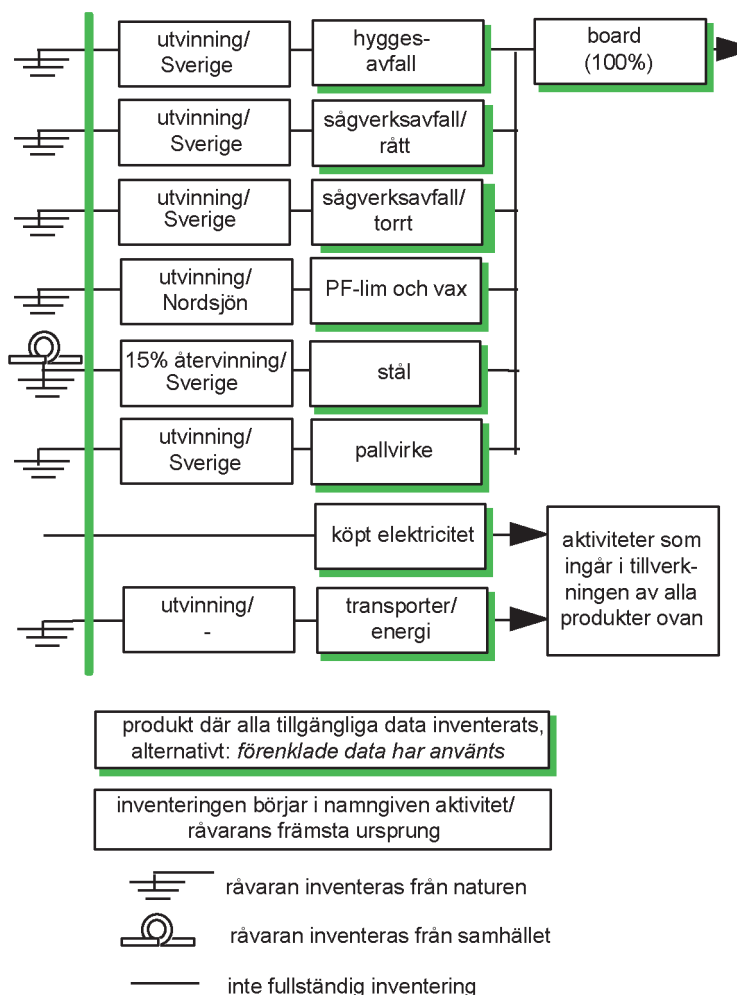 utvinning/
Sverige
hygges-
avfall
board
(100%)
utvinning/
Sverige
sågverksavfall/
rått
utvinning/
Sverige
sågverksavfall/
torrt
utvinning/
Nordsjön
PF-lim och vax
15% återvinning/
Sverige
stål
utvinning/
Sverige
pallvirke
köpt elektricitet
aktiviteter som
ingår i tillverk-
ningen av alla
produkter ovan
utvinning/
-
transporter/
energi
produkt där alla tillgängliga data inventerats,
alternativt: förenklade data har använts
inventeringen börjar i namngiven aktivitet/
råvarans främsta ursprung
råvaran inventeras från naturen
råvaran inventeras från samhället
inte fullständig inventering